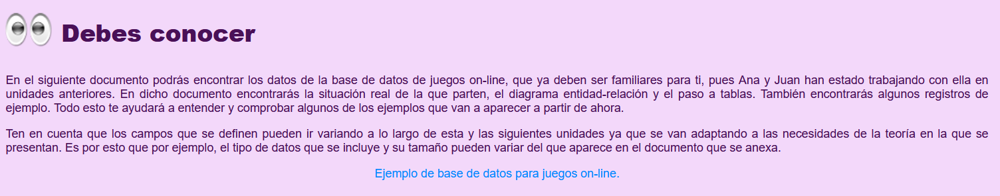 Debes conocer
En el siguiente documento podrás encontrar los datos de la base de datos de juegos on-line, que ya deben ser familiares para ti, pues Ana y Juan han estado trabajando con ella en
unidades anteriores. En dicho documento encontrarás la situación real de la que parten, el diagrama entidad-relación y el paso a tablas. También encontrarás algunos registros de
ejemplo. Todo esto te ayudará a entender y comprobar algunos de los ejemplos que van a aparecer a partir de ahora.
Ten en cuenta que los campos que se definen pueden ir variando a lo largo de esta y las siguientes unidades ya que se van adaptando a las necesidades de la teoría en la que se
presentan. Es por esto que por ejemplo, el tipo de datos que se incluye y su tamaño pueden variar del que aparece en el documento que se anexa.
Ejemplo de base de datos para juegos on-line.